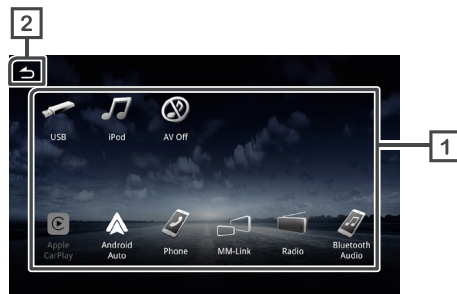 2
1
USB
iPod
AV Off
Apple
CarPlay
Android
Auto
Phone
MM-Link
Radio
Bluetooth
Audio